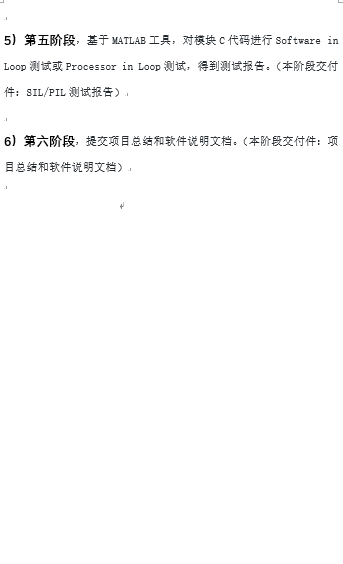 5）第五阶段，基于 MATLAB 工具，对模块 C 代码进行 Software in
Loop 测试或 Processor in Loop 测试，得到测试报告。（本阶段交付
件：SIL/PIL 测试报告）
6）第六阶段，提交项目总结和软件说明文档。（本阶段交付件：项
目总结和软件说明文档）